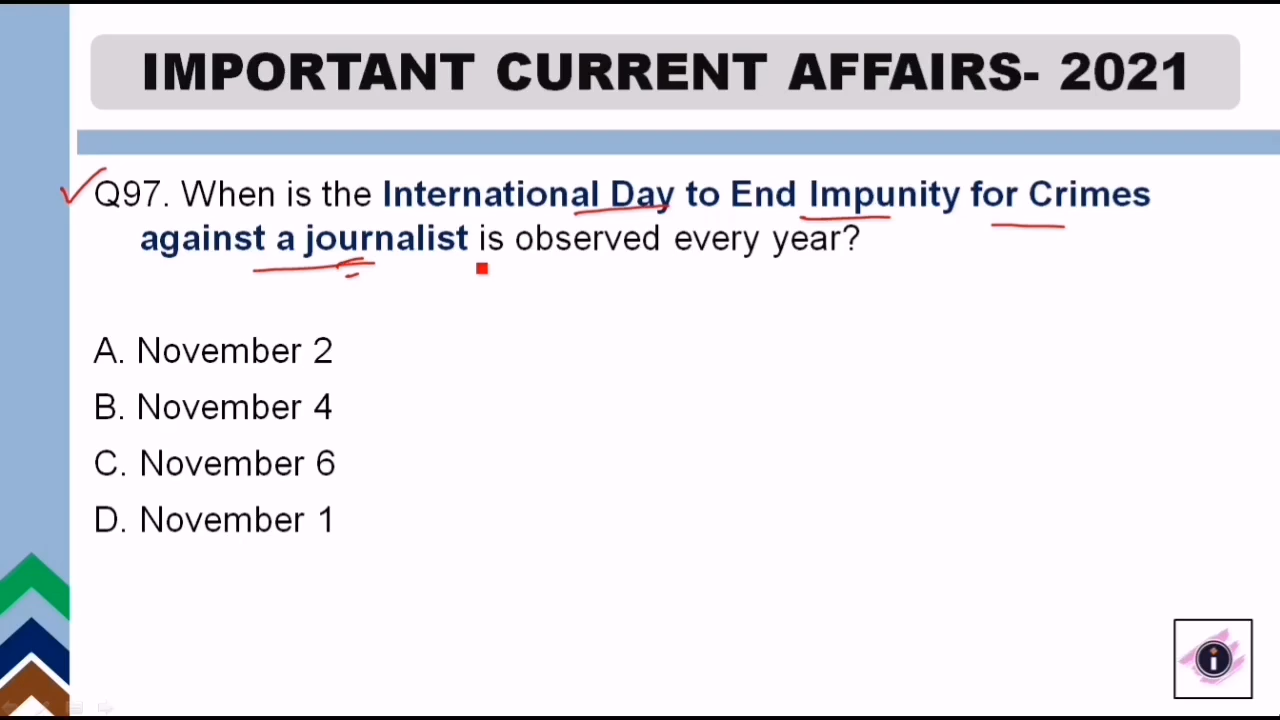 IMPORTANT CURRENT AFFAIRS- 2021
Q97. When is the International Day to End Impunity for Crimes
against a journalist is observed every year?
A. November 2
B. November 4
C. November 6
D. November 1
i